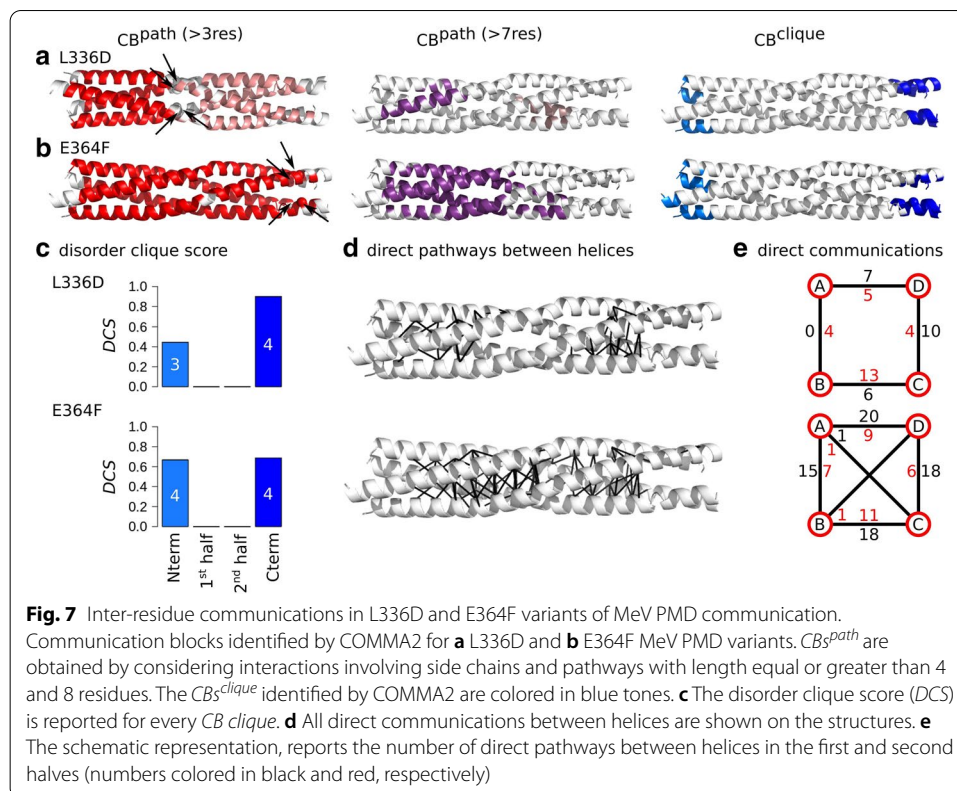 CB^path (>3res) CB^path (>7res) CB^clique
a L336D
b E364F
c disorder clique score
d direct pathways between helices
e direct communications
L336D
DCS
1.0
0.8
0.6
0.4
0.2
0.0
3
4
E364F
DCS
1.0
0.8
0.6
0.4
0.2
0.0
4
4
Nterm
1st half
2nd half
Cterm
7
A D
5
0 4 4 10
13
B C
6
20
A D
1 9
1
15 7 6 18
1 11
B C
18
Fig. 7 Inter-residue communications in L336D and E364F variants of MeV PMD communication.
Communication blocks identified by COMMA2 for a L336D and b E364F MeV PMD variants. CBs^path are
obtained by considering interactions involving side chains and pathways with length equal or greater than 4
and 8 residues. The CBs^clique identified by COMMA2 are colored in blue tones. c The disorder clique score (DCS)
is reported for every CB clique. d All direct communications between helices are shown on the structures. e
The schematic representation, reports the number of direct pathways between helices in the first and second
halves (numbers colored in black and red, respectively)